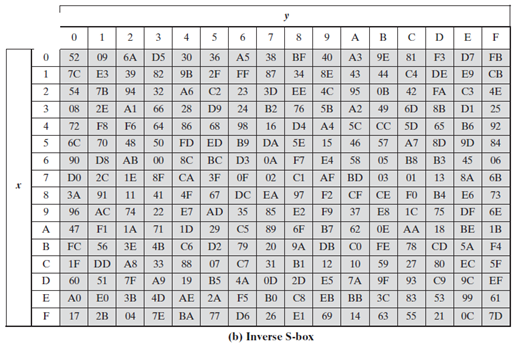 y
0 1 2 3 4 5 6 7 8 9 A B C D E F
0 52 09 6A D5 30 36 A5 38 BF 40 A3 9E 81 F3 D7 FB
1 7C E3 39 82 9B 2F FF 87 34 8E 43 44 C4 DE E9 CB
2 54 7B 94 32 A6 C2 23 3D EE 4C 95 0B 42 FA C3 4E
3 08 2E A1 66 28 D9 24 B2 76 5B A2 49 6D 8B D1 25
4 72 F8 F6 64 86 68 98 16 D4 A4 5C CC 5D 65 B6 92
5 6C 70 48 50 FD ED B9 DA 5E 15 46 57 A7 8D 9D 84
6 90 D8 AB 00 8C BC D3 0A F7 E4 58 05 B8 B3 45 06
x 7 D0 2C 1E 8F CA 3F 0F 02 C1 AF BD 03 01 13 8A 6B
8 3A 91 11 41 4F 67 DC EA 97 F2 CF CE F0 B4 E6 73
9 96 AC 74 22 E7 AD 35 85 E2 F9 37 E8 1C 75 DF 6E
A 47 F1 1A 71 1D 29 C5 89 6F B7 62 0E AA 18 BE 1B
B FC 56 3E 4B C6 D2 79 20 9A DB C0 FE 78 CD 5A F4
C 1F DD A8 33 88 07 C7 31 B1 12 10 59 27 80 EC 5F
D 60 51 7F A9 19 B5 4A 0D 2D E5 7A 9F 93 C9 9C EF
E A0 E0 3B 4D AE 2A F5 B0 C8 EB BB 3C 83 53 99 61
F 17 2B 04 7E BA 77 D6 26 E1 69 14 63 55 21 0C 7D
(b) Inverse S-box